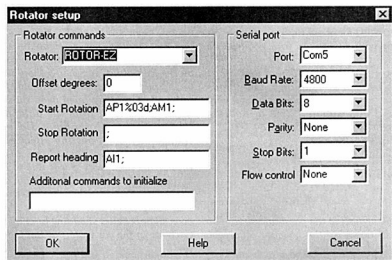 Rotator setup
Rotator commands
Rotator: ROTOR-EZ
Offset degrees: 0
Start Rotation AP1%03d;AM1;
Stop Rotation ;
Report heading AI1;
Additonal commands to initialize
Serial port
Port: Com5
Baud Rate: 4800
Data Bits: 8
Parity: None
Stop Bits: 1
Flow control None
OK Help Cancel